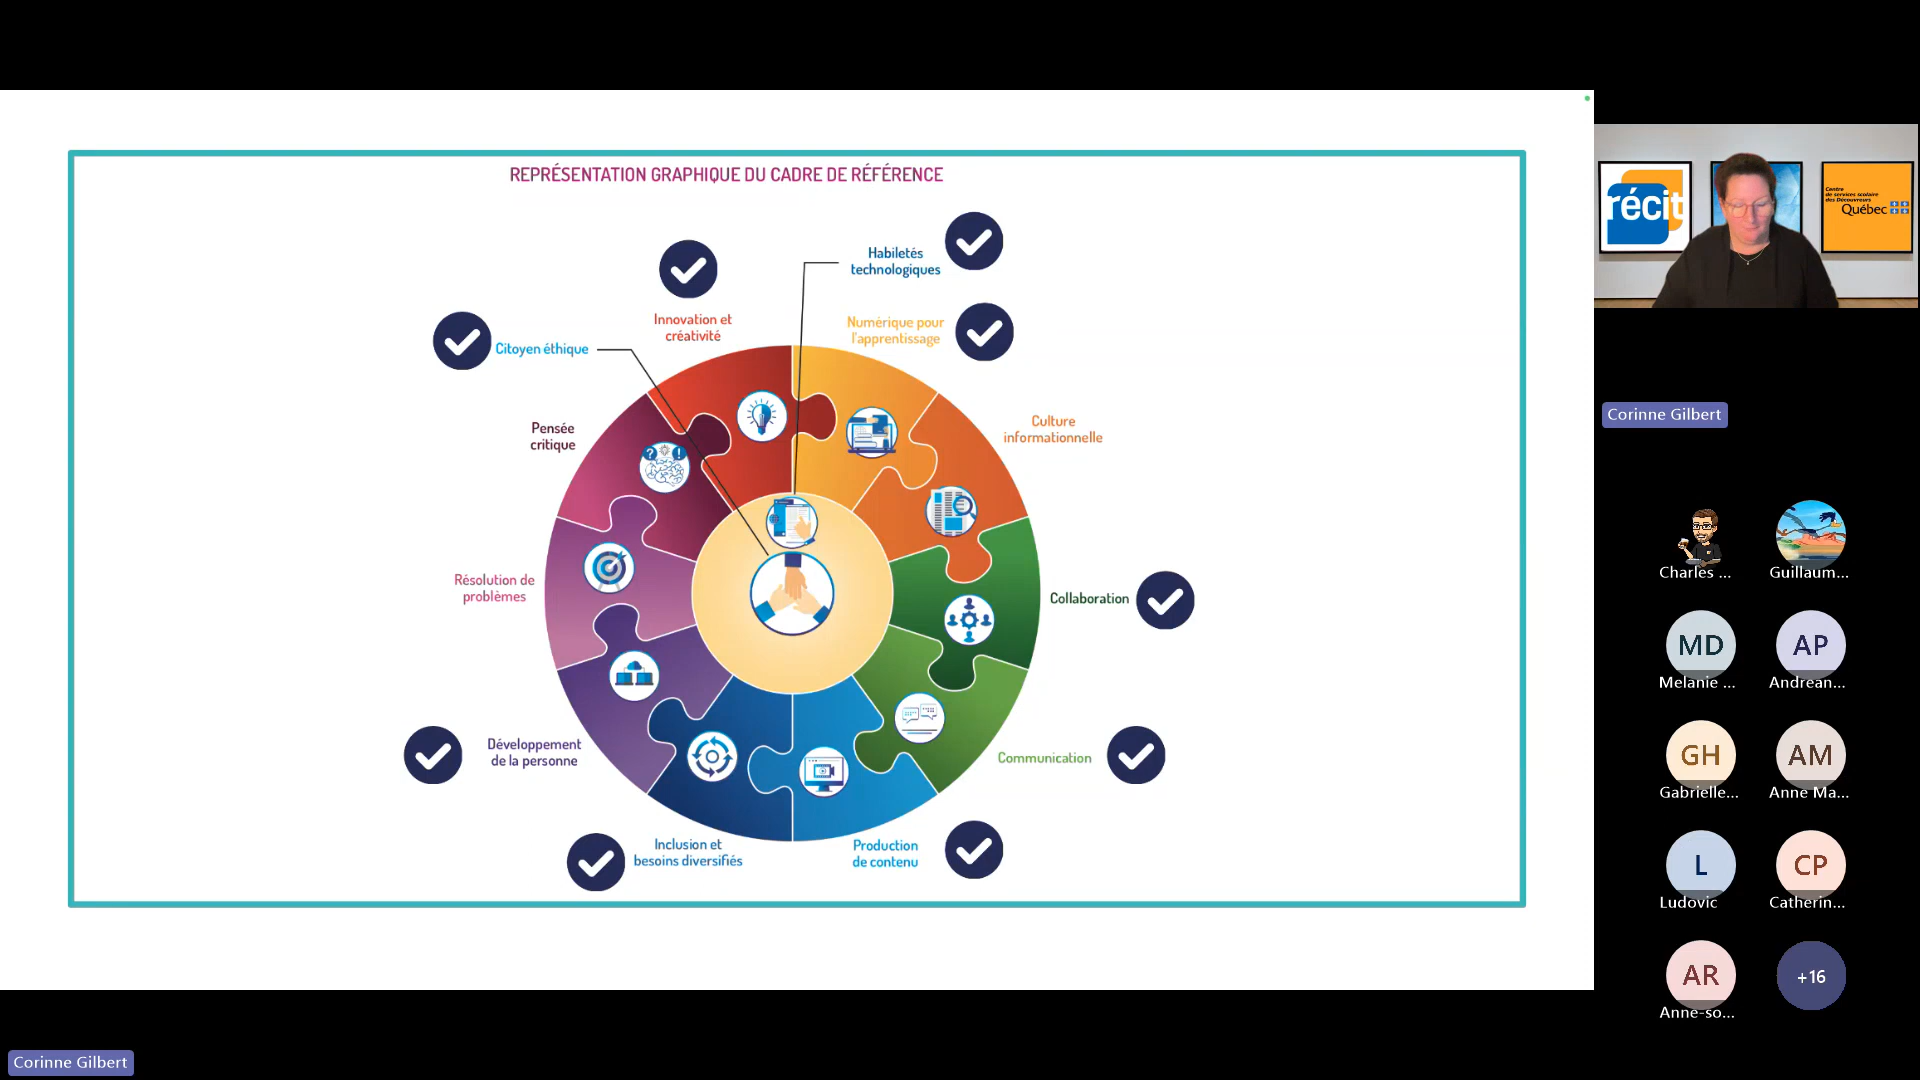 REPRÉSENTATION GRAPHIQUE DU CADRE DE RÉFÉRENCE
Habiletés
technologiques
Innovation et
créativité
Numérique pour
l'apprentissage
Citoyen éthique
Pensée
critique
Culture
informationnelle
Résolution de
problèmes
Collaboration
Développement
de la personne
Communication
Inclusion et
besoins diversifiés
Production
de contenu
récit
Centre
de services scolaire
des Découvreurs
Québec
Corinne Gilbert
Charles ...
Guillaum...
MD
AP
Melanie ...
Andrean...
GH
AM
Gabrielle...
Anne Ma...
L
CP
Ludovic
Catherin...
AR
+16
Anne-so...
Corinne Gilbert